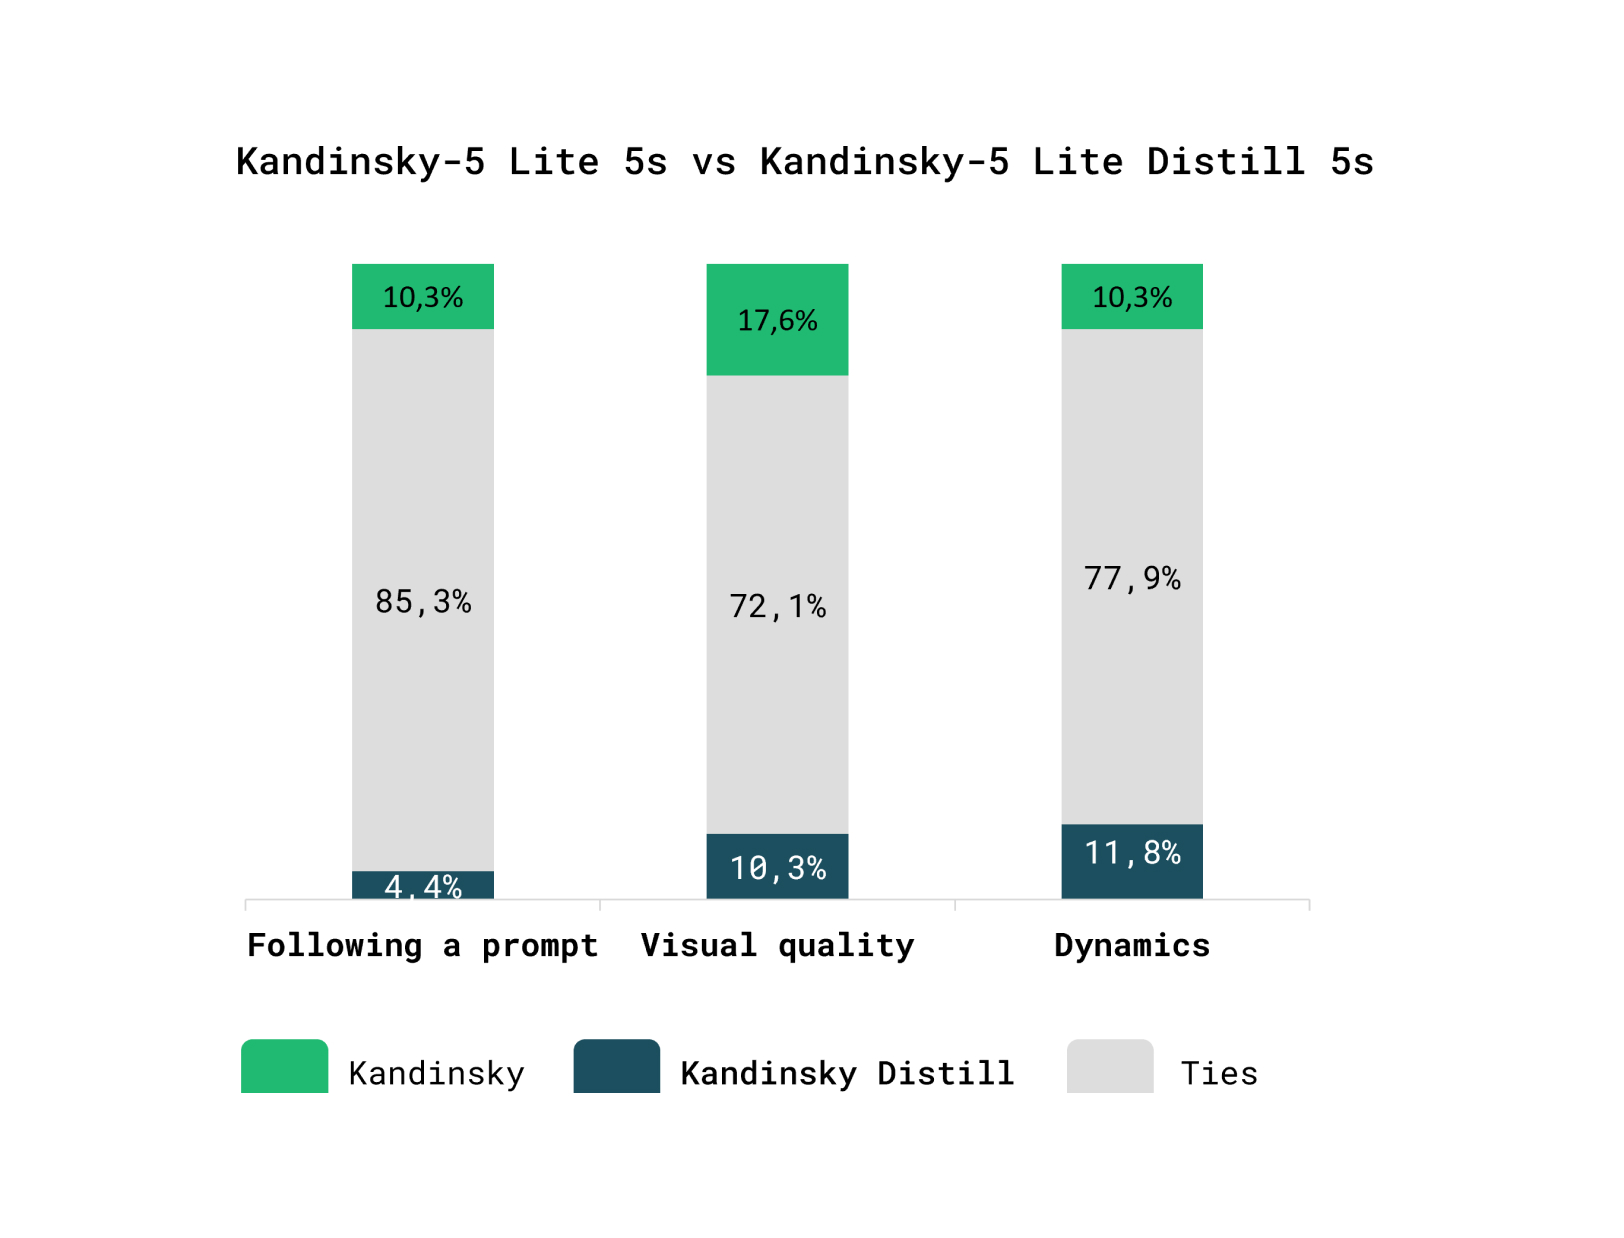 Kandinsky-5 Lite 5s vs Kandinsky-5 Lite Distill 5s
10,3% 17,6% 10,3%
85,3% 72,1% 77,9%
4,4% 10,3% 11,8%
Following a prompt Visual quality Dynamics
Kandinsky Kandinsky Distill Ties